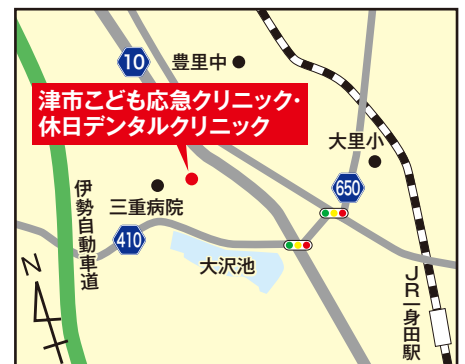 10
豊里中
津市こども応急クリニック・
休日デンタルクリニック
大里小
650
三重病院
伊勢自動車道
410
大沢池
N
JR一身田駅